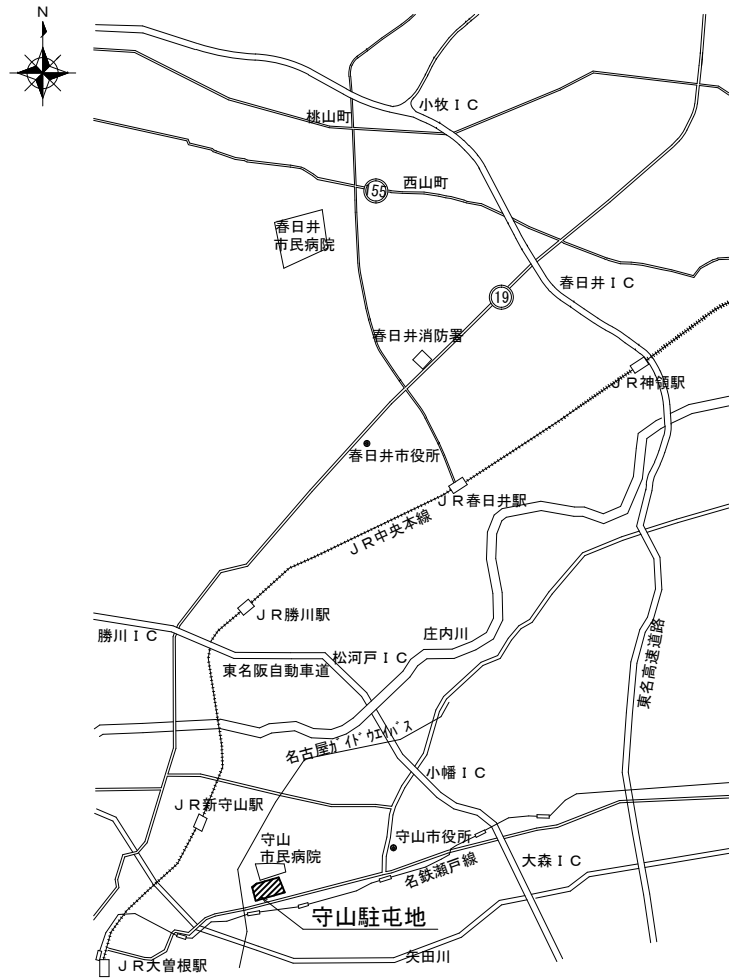 N
小牧ＩＣ
桃山町
155
西山町
春日井
市民病院
春日井ＩＣ
19
春日井消防署
ＪＲ神領駅
春日井市役所
ＪＲ春日井駅
ＪＲ中央本線
ＪＲ勝川駅
勝川ＩＣ
庄内川
松河戸ＩＣ
東名阪自動車道
東名高速道路
名古屋ｶﾞｲﾄﾞｳｴｲﾊﾞｽ
小幡ＩＣ
ＪＲ新守山駅
守山
市民病院
守山市役所
大森ＩＣ
名鉄瀬戸線
守山駐屯地
矢田川
ＪＲ大曽根駅